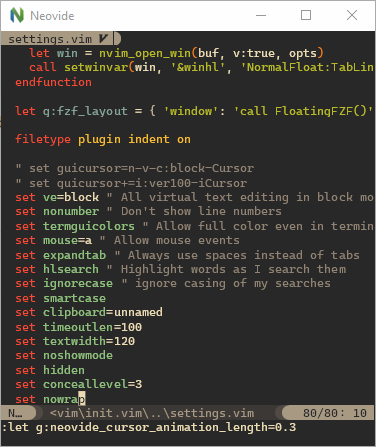 Neovide
settings.vim
let win = nvim_open_win(buf, v:true, opts)
call setwinvar(win, '&winhl', 'NormalFloat:TabLin
endfunction
let g:fzf_layout = { 'window': 'call FloatingFZF()'
filetype plugin indent on
" set guicursor=n-v-c:block-Cursor
" set quicursor+=i:ver100-iCursor
set ve=block " All virtual text editing in block mo
set nonumber " Don't show line numbers
set termguicolors " Allow full color even in termin
set mouse=a " Allow mouse events
set expandtab " Always use spaces instead of tabs
set hlsearch " Highlight words as I search them
set ignorecase " ignore casing of my searches
set smartcase
set clipboard=unnamed
set timeoutlen=100
set textwidth=120
set noshowmode
set hidden
set conceallevel=3
set nowrap
N… <vim\init.vim\..\settings.vim 80/80: 10
:let g:neovide_cursor_animation_length=0.3